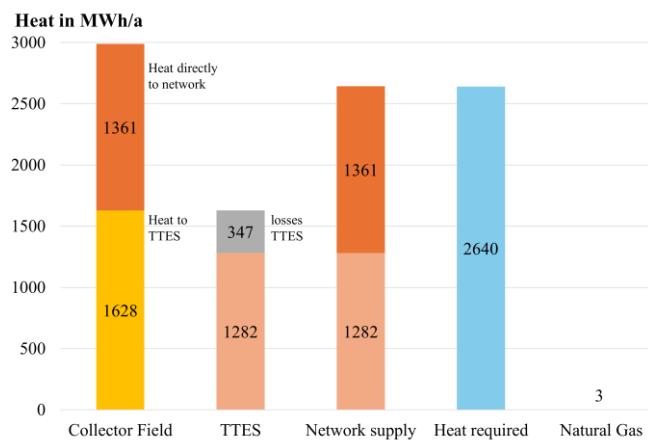 Heat in MWh/a
3000
2500
2000
1500
1000
500
0
Heat directly
to network
1361
Heat to
TTES
1628
347
losses
TTES
1282
1361
1282
2640
3
Collector Field
TTES
Network supply
Heat required
Natural Gas